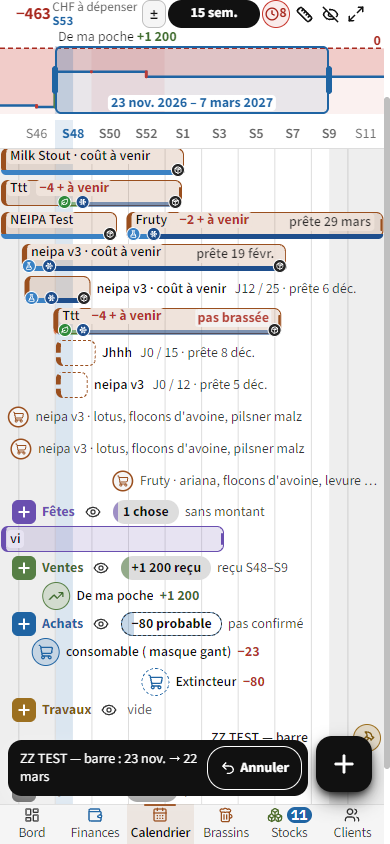 −463 CHF à dépenser S53
± 15 sem. 8
De ma poche +1 200
0
23 nov. 2026 – 7 mars 2027
S46 S48 S50 S52 S1 S3 S5 S7 S9 S11
Milk Stout · coût à venir
Ttt −4 + à venir
NEIPA Test Fruty −2 + à venir prête 29 mars
neipa v3 · coût à venir prête 19 févr.
neipa v3 · coût à venir J12 / 25 · prête 6 déc.
Ttt −4 + à venir pas brassée
Jhhh J0 / 15 · prête 8 déc.
neipa v3 J0 / 12 · prête 5 déc.
neipa v3 · lotus, flocons d'avoine, pilsner malz
neipa v3 · lotus, flocons d'avoine, pilsner malz
Fruty · ariana, flocons d'avoine, levure …
Fêtes 1 chose sans montant
vi
Ventes +1 200 reçu reçu S48–S9
De ma poche +1 200
Achats −80 probable pas confirmé
consomable ( masque gant) −23
Extincteur −80
Travaux vide
ZZ TEST — barre
ZZ TEST — barre : 23 nov. → 22 mars
Annuler
Bord Finances Calendrier Brassins Stocks 11 Clients